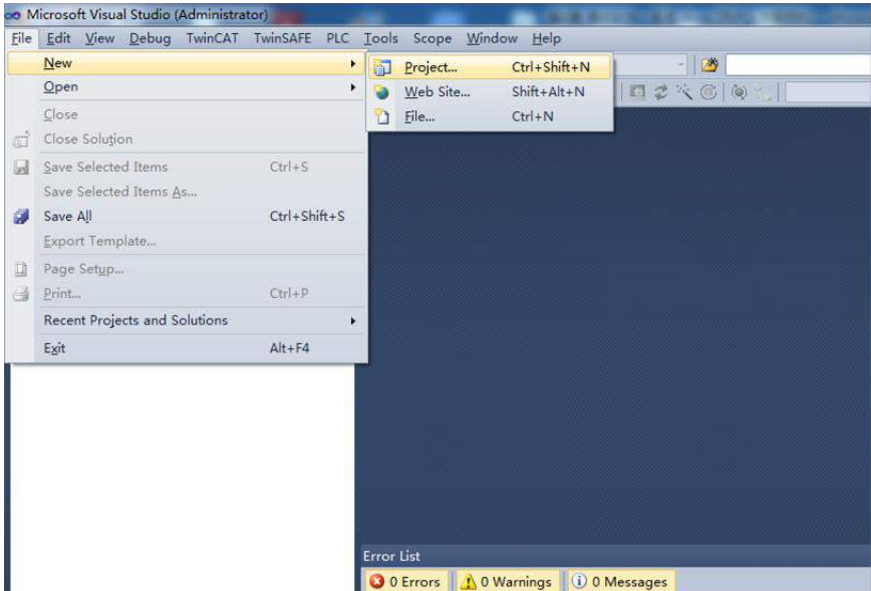 Microsoft Visual Studio (Administrator)
File Edit View Debug TwinCAT TwinSAFE PLC Tools Scope Window Help
New
Project... Ctrl+Shift+N
Open
Web Site... Shift+Alt+N
Close
File... Ctrl+N
Close Solution
Save Selected Items Ctrl+S
Save Selected Items As...
Save All Ctrl+Shift+S
Export Template...
Page Setup...
Print... Ctrl+P
Recent Projects and Solutions
Exit Alt+F4
Error List
0 Errors 0 Warnings 0 Messages